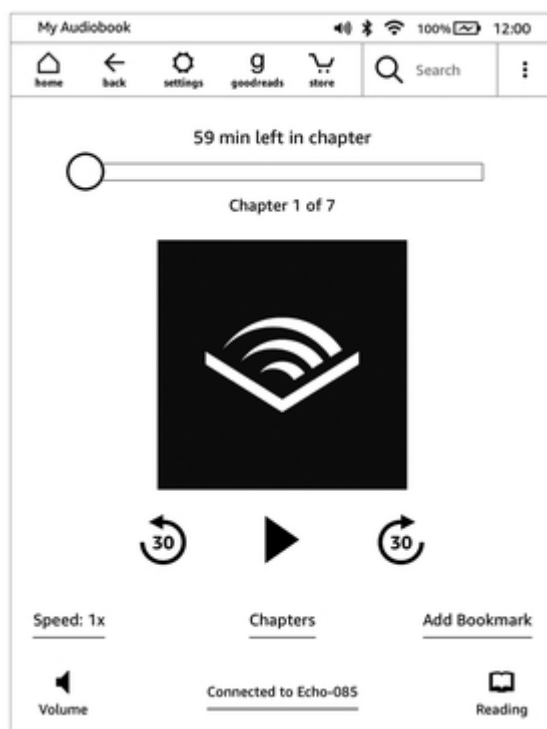 My Audiobook 100% 12:00
home back settings goodreads store Search
59 min left in chapter
Chapter 1 of 7
30 30
Speed: 1x Chapters Add Bookmark
Volume Connected to Echo-085 Reading